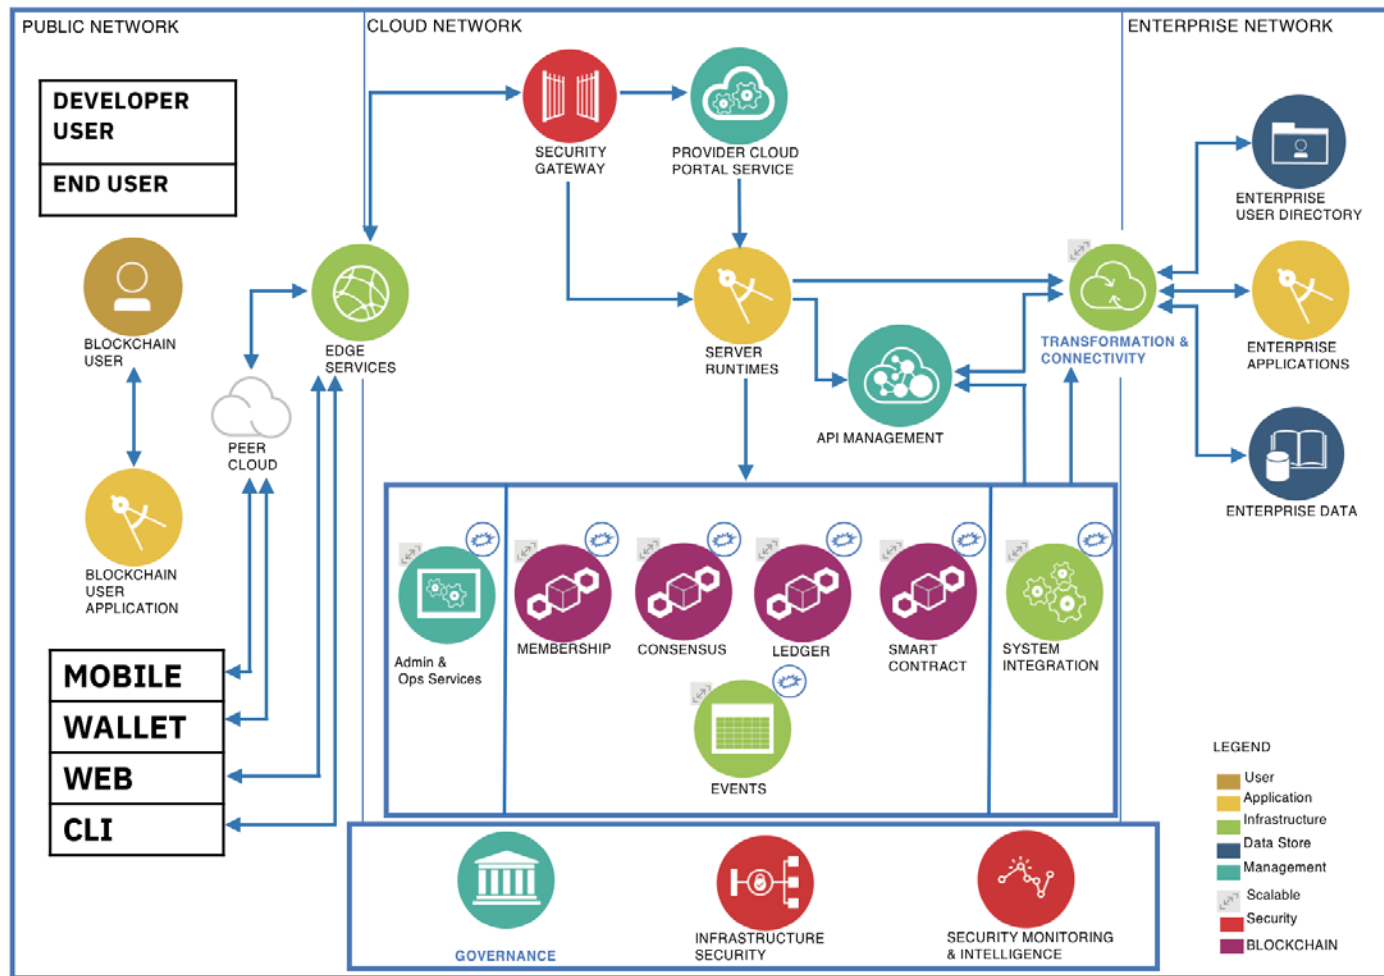 PUBLIC NETWORK
CLOUD NETWORK
ENTERPRISE NETWORK
DEVELOPER
USER
END USER
SECURITY
GATEWAY
PROVIDER CLOUD
PORTAL SERVICE
ENTERPRISE
USER DIRECTORY
BLOCKCHAIN
USER
EDGE
SERVICES
SERVER
RUNTIMES
TRANSFORMATION &
CONNECTIVITY
ENTERPRISE
APPLICATIONS
PEER
CLOUD
API MANAGEMENT
ENTERPRISE DATA
BLOCKCHAIN
USER
APPLICATION
Admin &
Ops Services
MEMBERSHIP
CONSENSUS
LEDGER
SMART
CONTRACT
SYSTEM
INTEGRATION
EVENTS
MOBILE
WALLET
WEB
CLI
GOVERNANCE
INFRASTRUCTURE
SECURITY
SECURITY MONITORING
& INTELLIGENCE
LEGEND
User
Application
Infrastructure
Data Store
Management
Scalable
Security
BLOCKCHAIN